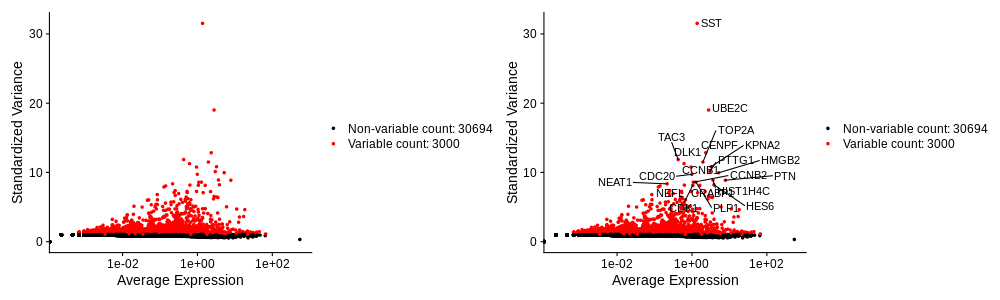 30
20
10
0
Standardized Variance
1e-02 1e+00 1e+02
Average Expression
Non-variable count: 30694
Variable count: 3000
30
20
10
0
Standardized Variance
SST
UBE2C
TOP2A
TAC3
CENPF
KPNA2
DLK1
PTTG1
HMGB2
CCNB1
CDC20
CCNB2
PTN
NEAT1
NEFL
CRABP1
HIST1H4C
CDK1
PLP1
HES6
1e-02 1e+00 1e+02
Average Expression
Non-variable count: 30694
Variable count: 3000